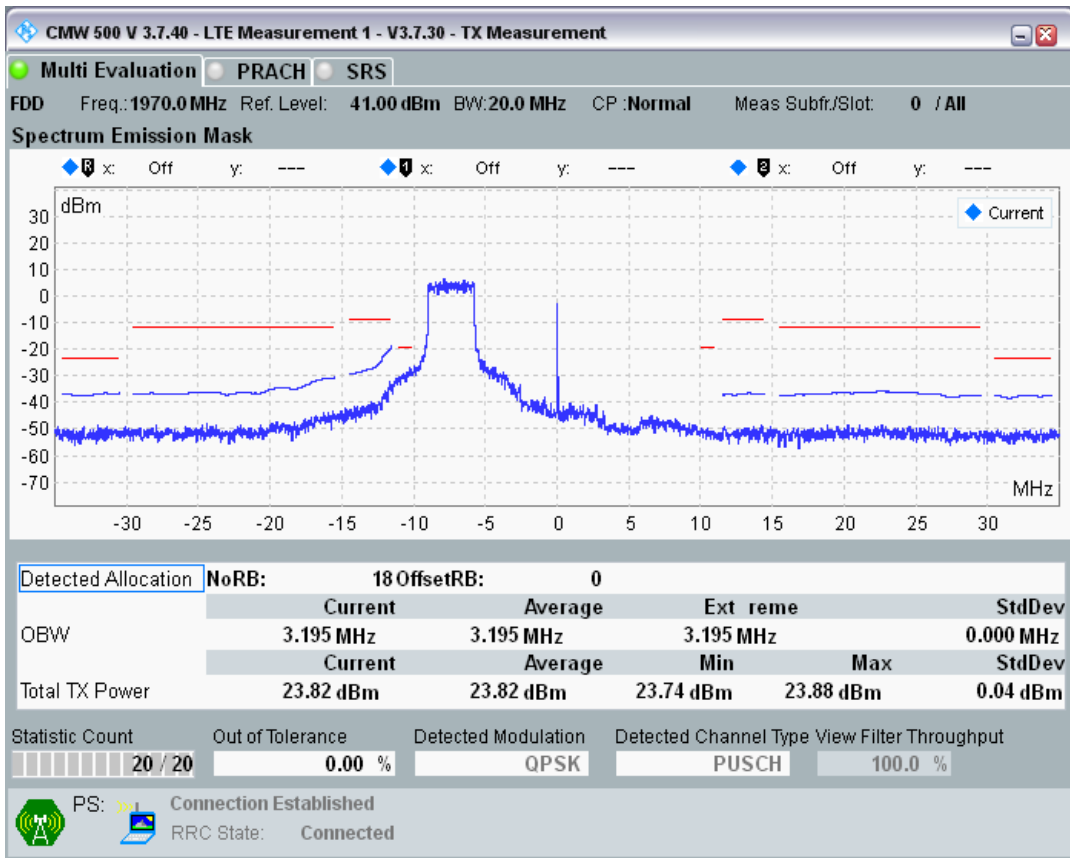 CMW 500 V 3.7.40 - LTE Measurement 1 - V3.7.30 - TX Measurement
Multi Evaluation PRACH SRS
FDD Freq.:1970.0 MHz Ref. Level: 41.00 dBm BW:20.0 MHz CP :Normal Meas Subfr./Slot: 0 / All
Spectrum Emission Mask
R x: Off y: --- 1 x: Off y: --- 2 x: Off y: ---
dBm
Current
30
20
10
0
-10
-20
-30
-40
-50
-60
-70
MHz
-30 -25 -20 -15 -10 -5 0 5 10 15 20 25 30
Detected Allocation NoRB: 18 OffsetRB: 0
Current Average Ext reme StdDev
OBW 3.195 MHz 3.195 MHz 3.195 MHz 0.000 MHz
Current Average Min Max StdDev
Total TX Power 23.82 dBm 23.82 dBm 23.74 dBm 23.88 dBm 0.04 dBm
Statistic Count Out of Tolerance Detected Modulation Detected Channel Type View Filter Throughput
20 / 20 0.00 % QPSK PUSCH 100.0 %
PS: Connection Established
RRC State: Connected